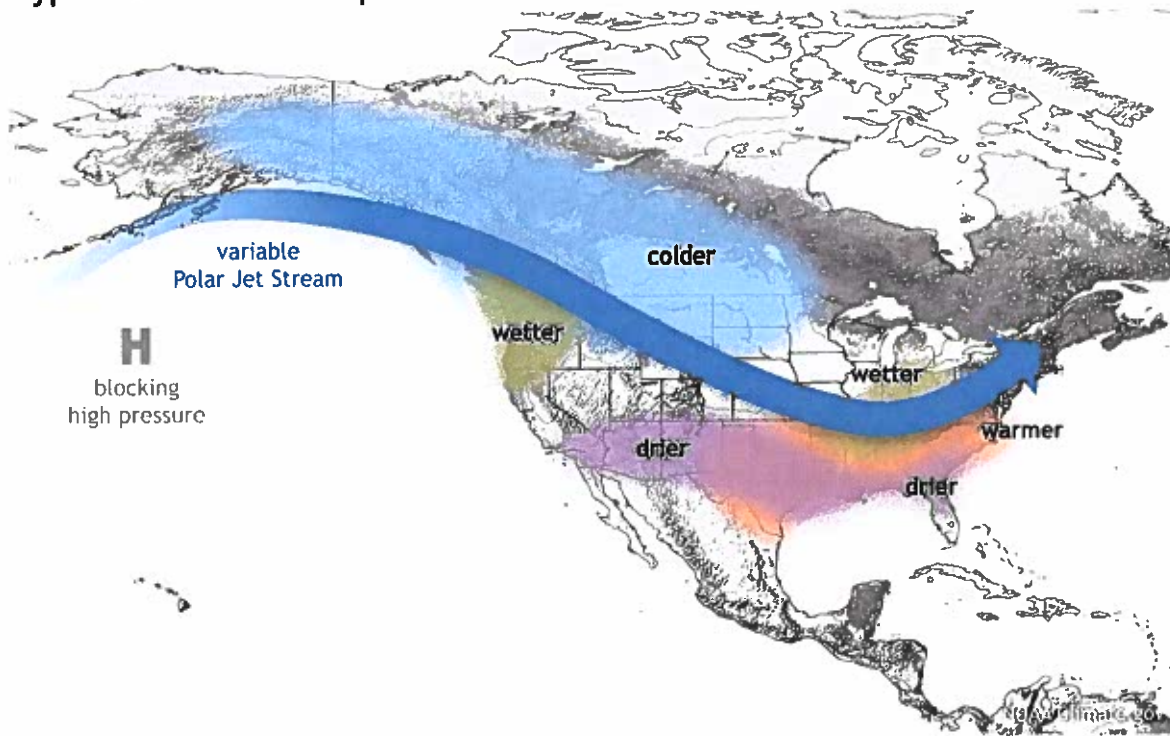 variable
Polar Jet Stream
H
blocking
high pressure
colder
wetter
wetter
warmer
drier
drier